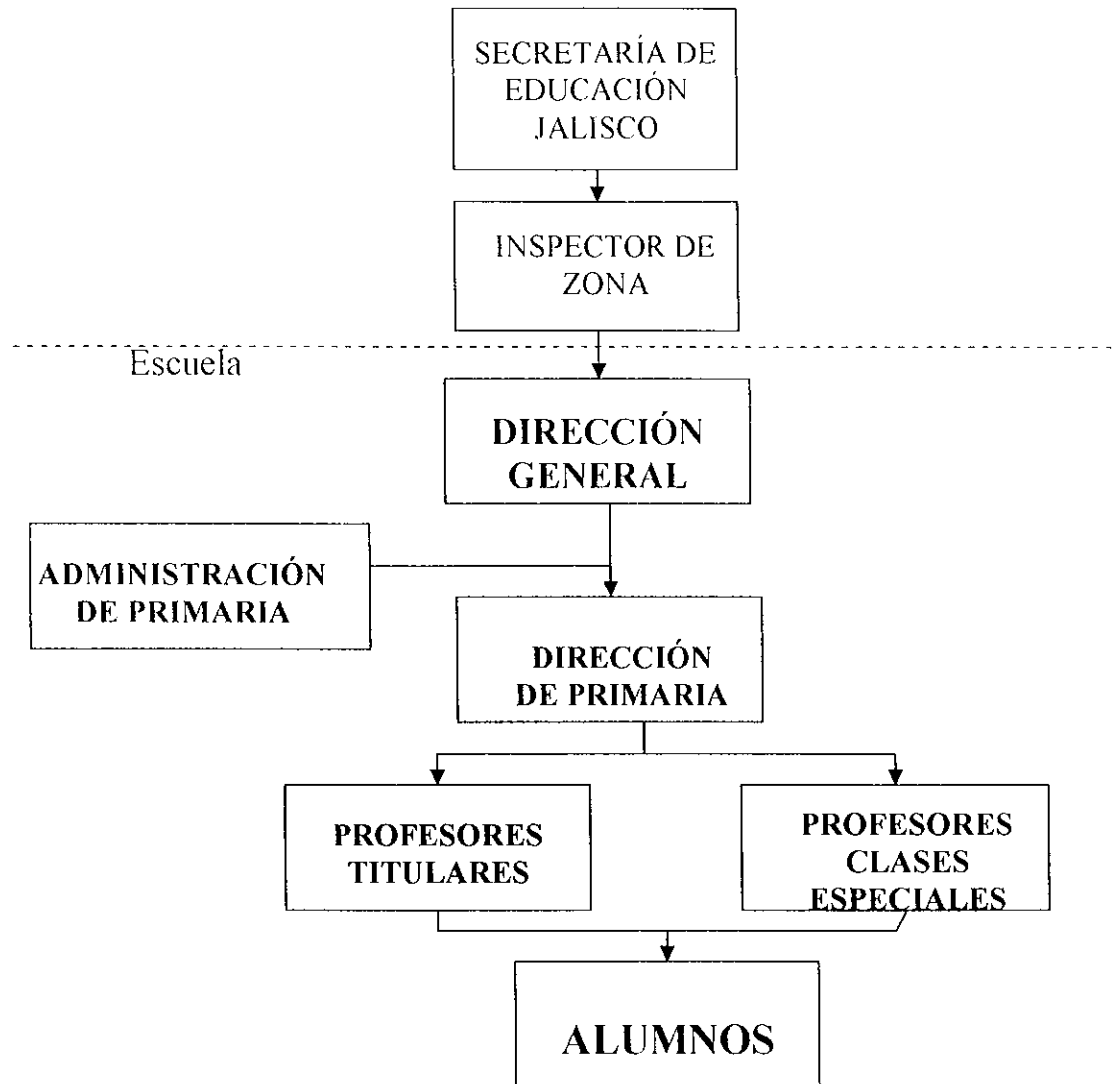 SECRETARÍA DE
EDUCACIÓN
JALISCO
INSPECTOR DE
ZONA
Escuela
DIRECCIÓN
GENERAL
ADMINISTRACIÓN
DE PRIMARIA
DIRECCIÓN
DE PRIMARIA
PROFESORES
TITULARES
PROFESORES
CLASES
ESPECIALES
ALUMNOS